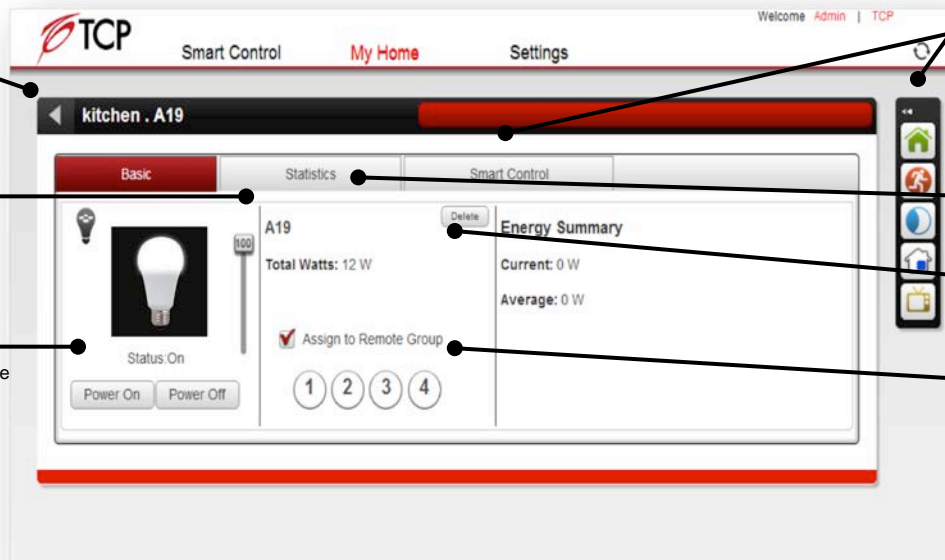 Welcome Admin | TCP
TCP
Smart Control My Home Settings
kitchen . A19
Basic Statistics Smart Control
100
A19 Delete Energy Summary
Total Watts: 12 W Current: 0 W
Average: 0 W
Assign to Remote Group
Status:On
e
Power On Power Off 1 2 3 4